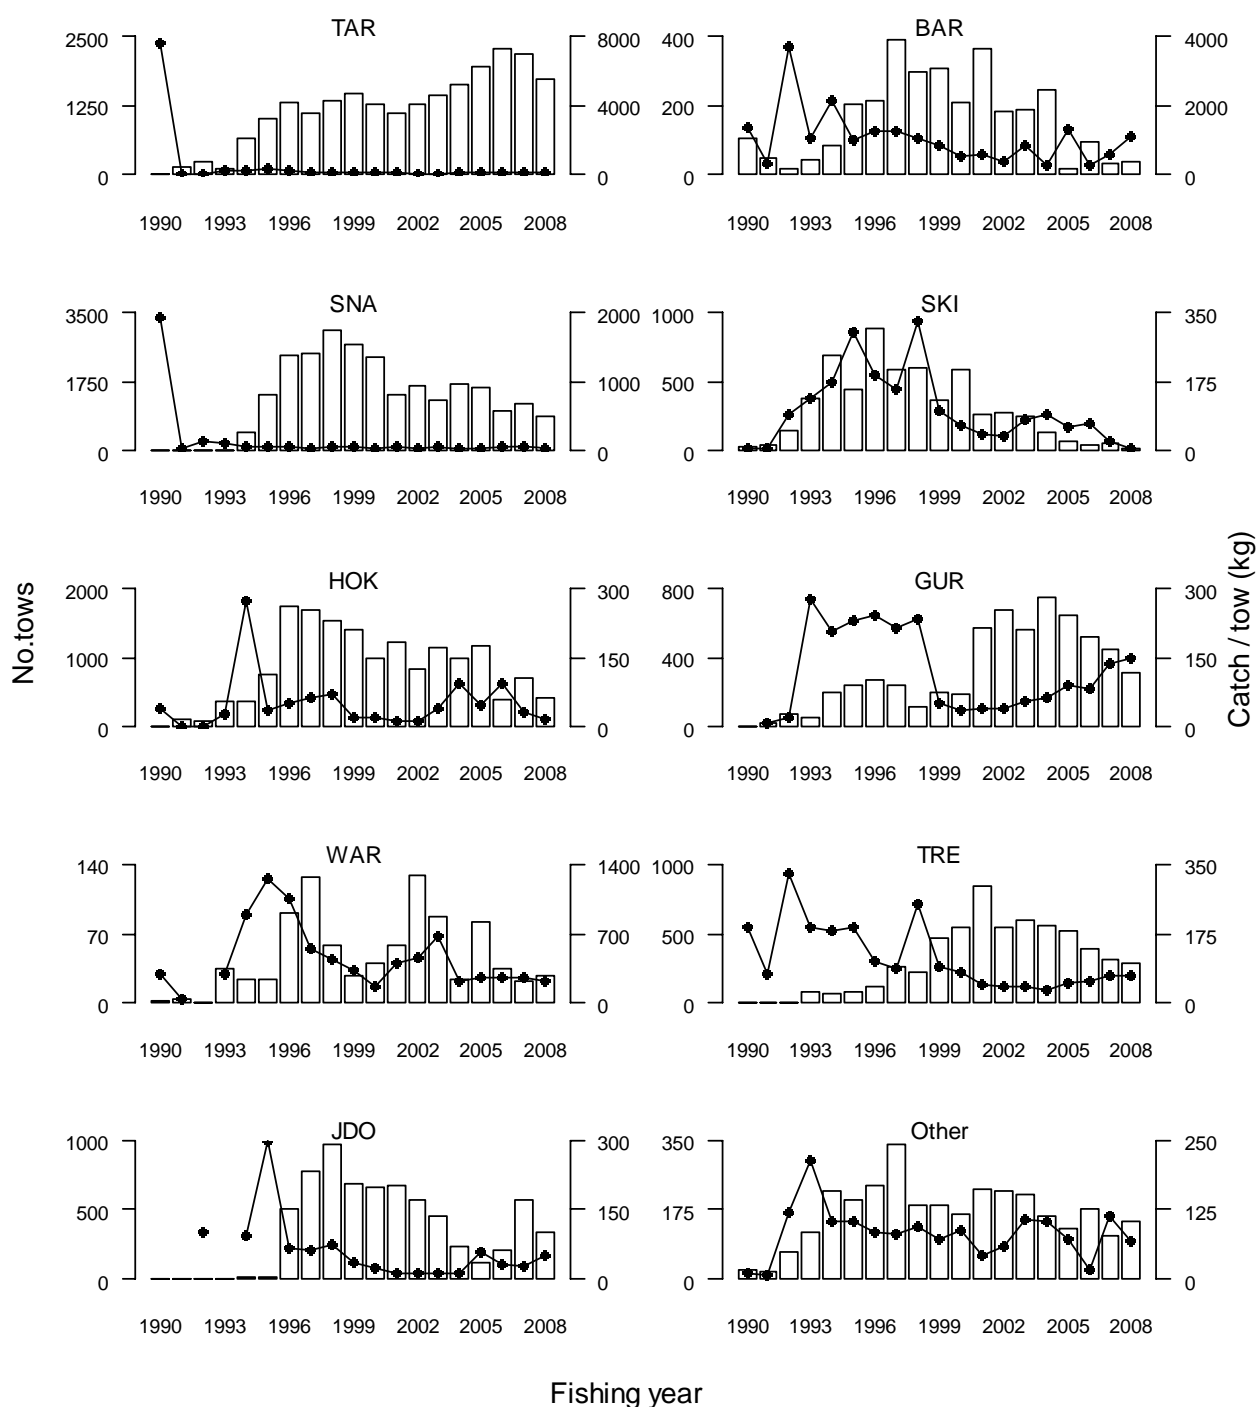 TAR BAR
2500 8000 400 4000
1250 4000 200 2000
0 0 0 0
1990 1993 1996 1999 2002 2005 2008 1990 1993 1996 1999 2002 2005 2008
SNA SKI
3500 2000 1000 350
1750 1000 500 175
0 0 0 0
1990 1993 1996 1999 2002 2005 2008 1990 1993 1996 1999 2002 2005 2008
No.tows
Catch / tow (kg)
HOK GUR
2000 300 800 300
1000 150 400 150
0 0 0 0
1990 1993 1996 1999 2002 2005 2008 1990 1993 1996 1999 2002 2005 2008
WAR TRE
140 1400 1000 350
70 700 500 175
0 0 0 0
1990 1993 1996 1999 2002 2005 2008 1990 1993 1996 1999 2002 2005 2008
JDO Other
1000 300 350 250
500 150 175 125
0 0 0 0
1990 1993 1996 1999 2002 2005 2008 1990 1993 1996 1999 2002 2005 2008
Fishing year